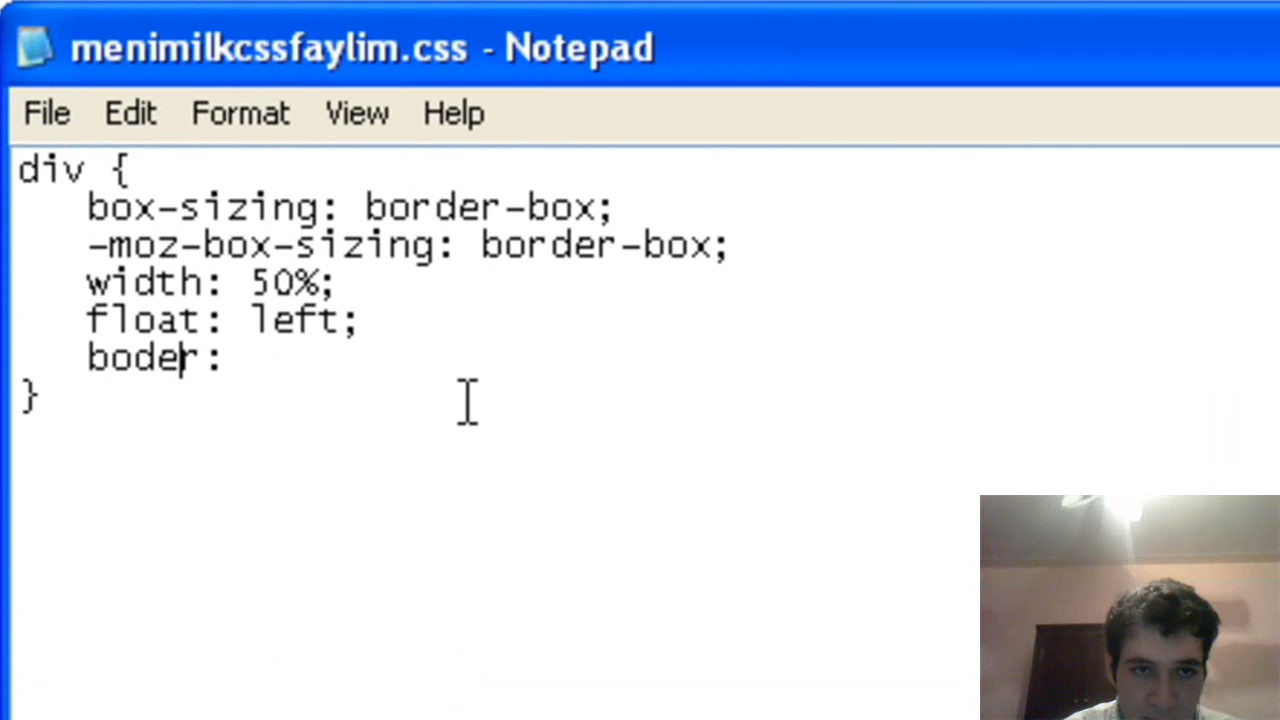 menimilkcssfaylim.css - Notepad
File Edit Format View Help
div {
box-sizing: border-box;
-moz-box-sizing: border-box;
width: 50%;
float: left;
boder:
}